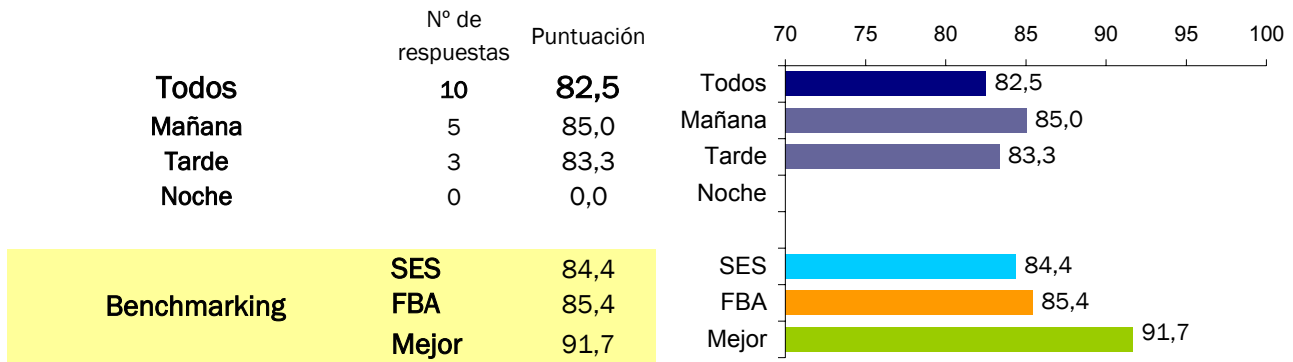 Nº de respuestas Puntuación
Todos 10 82,5
Mañana 5 85,0
Tarde 3 83,3
Noche 0 0,0
Benchmarking
SES 84,4
FBA 85,4
Mejor 91,7
70 75 80 85 90 95 100
Todos 82,5
Mañana 85,0
Tarde 83,3
Noche
SES 84,4
FBA 85,4
Mejor 91,7